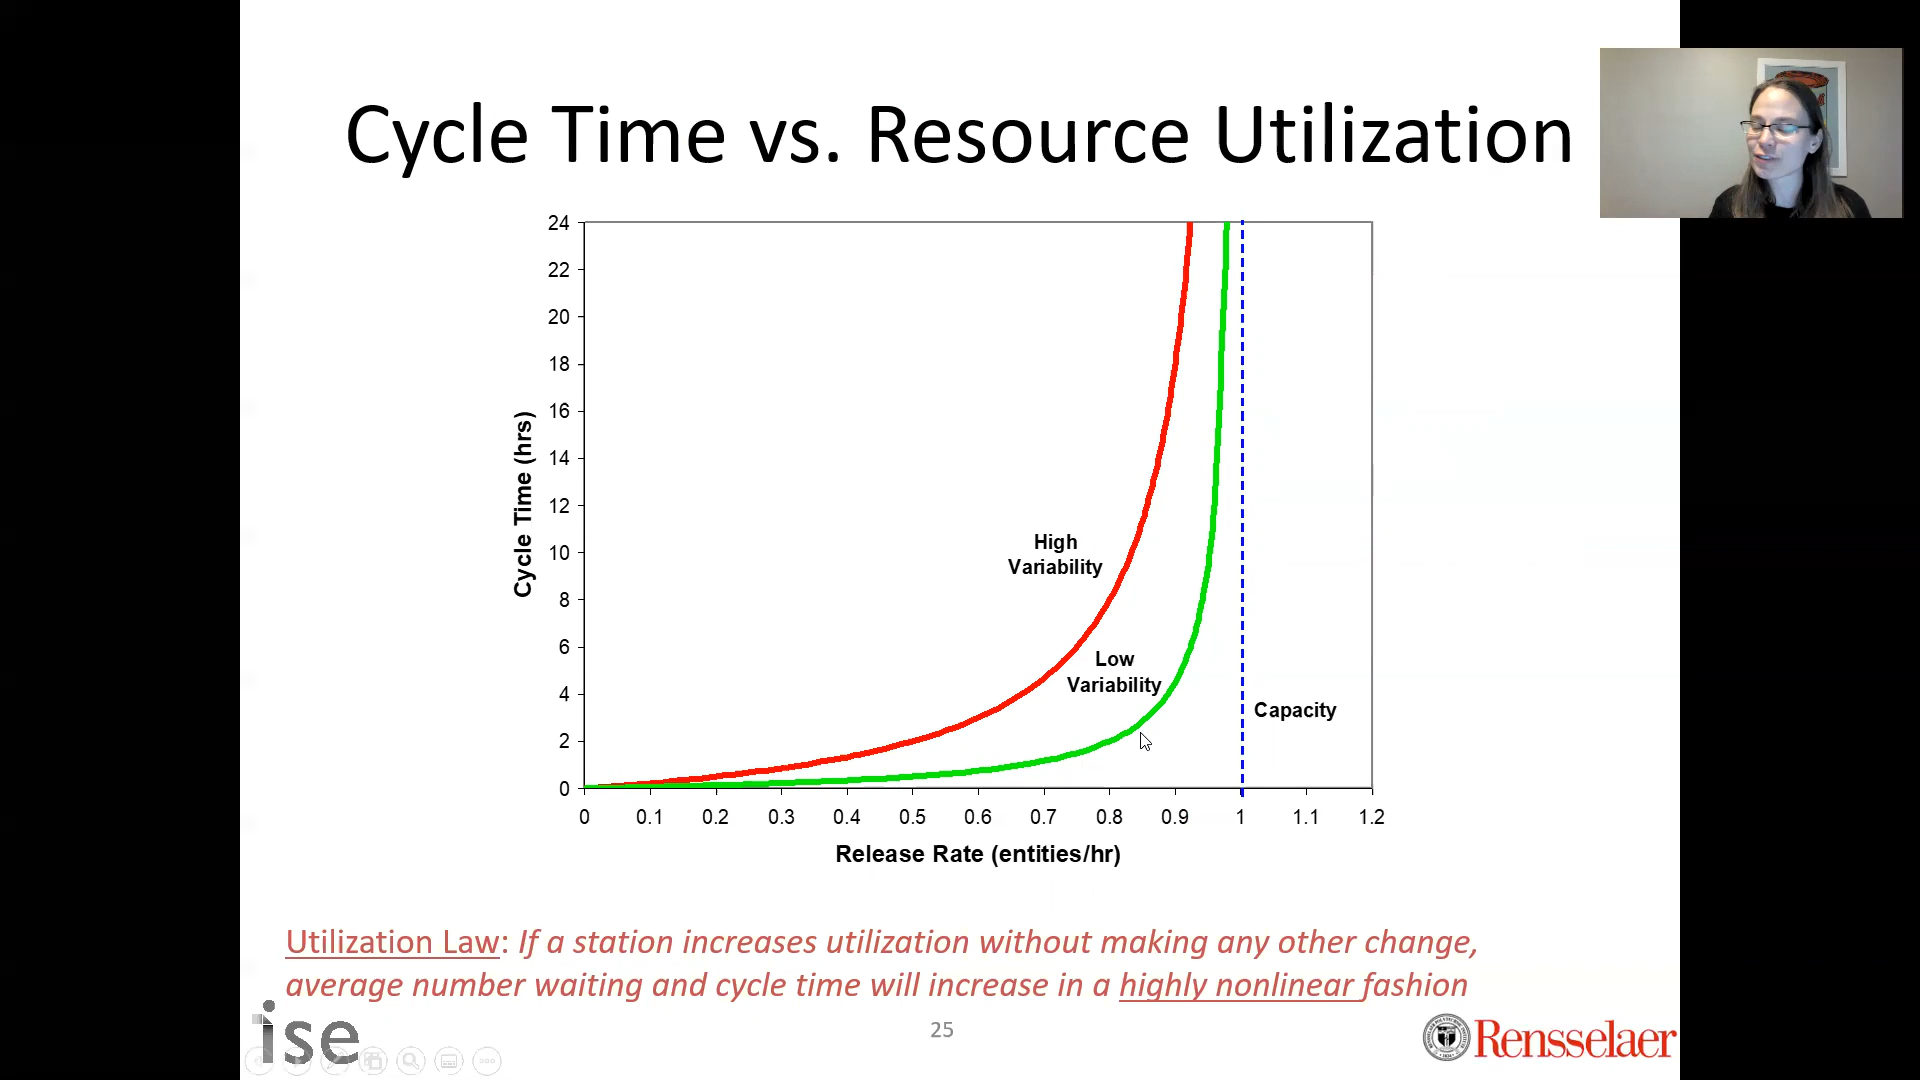 Cycle Time vs. Resource Utilization
24
22
20
18
16
14
12
10
8
6
4
2
0
Cycle Time (hrs)
High
Variability
Low
Variability
Capacity
0 0.1 0.2 0.3 0.4 0.5 0.6 0.7 0.8 0.9 1 1.1 1.2
Release Rate (entities/hr)
Utilization Law: If a station increases utilization without making any other change,
average number waiting and cycle time will increase in a highly nonlinear fashion
ise
25
Rensselaer